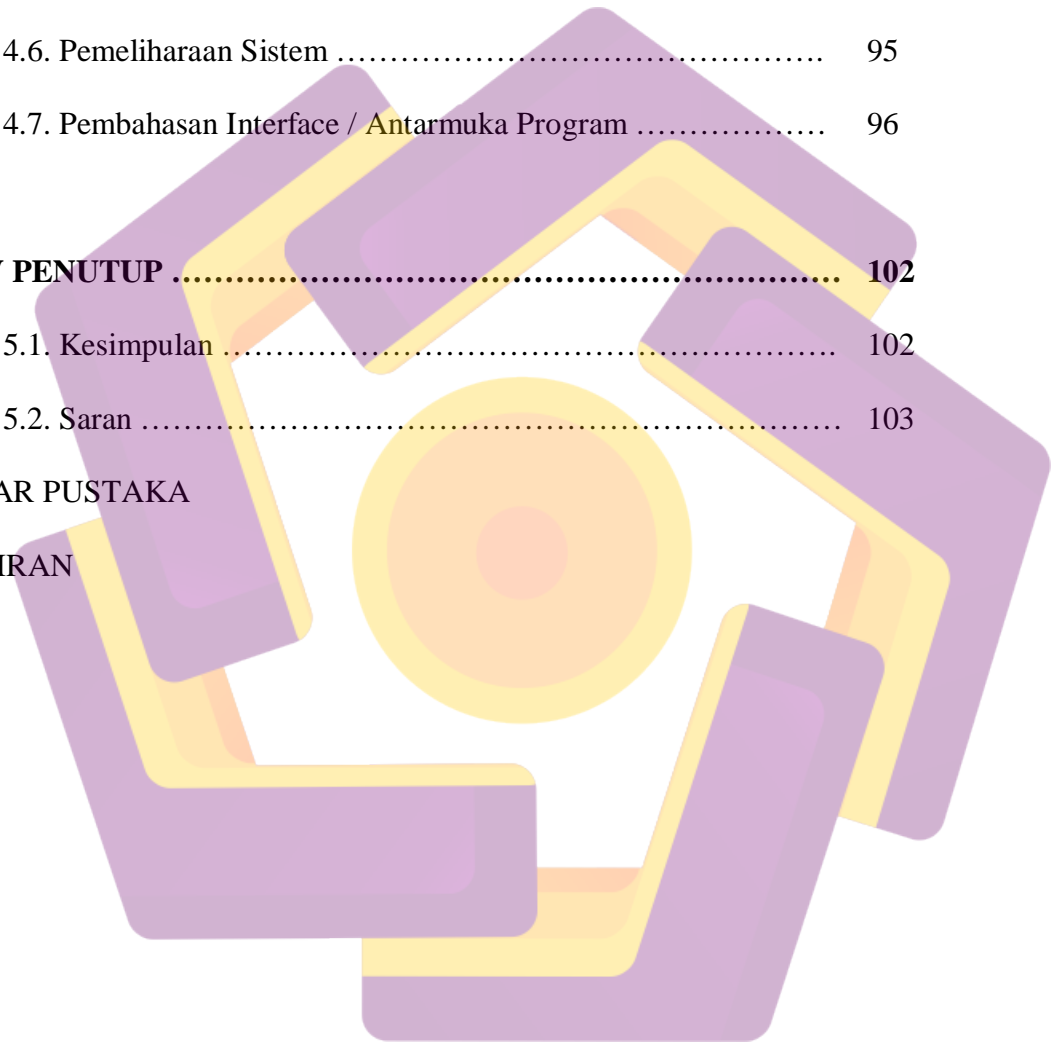 4.6. Pemeliharaan Sistem ………………………………………. 95
4.7. Pembahasan Interface / Antarmuka Program ……………… 96
PENUTUP ……………………………………………………… 102
5.1. Kesimpulan …………………………………………………. 102
5.2. Saran ………………………………………………………… 103
AR PUSTAKA
IRAN